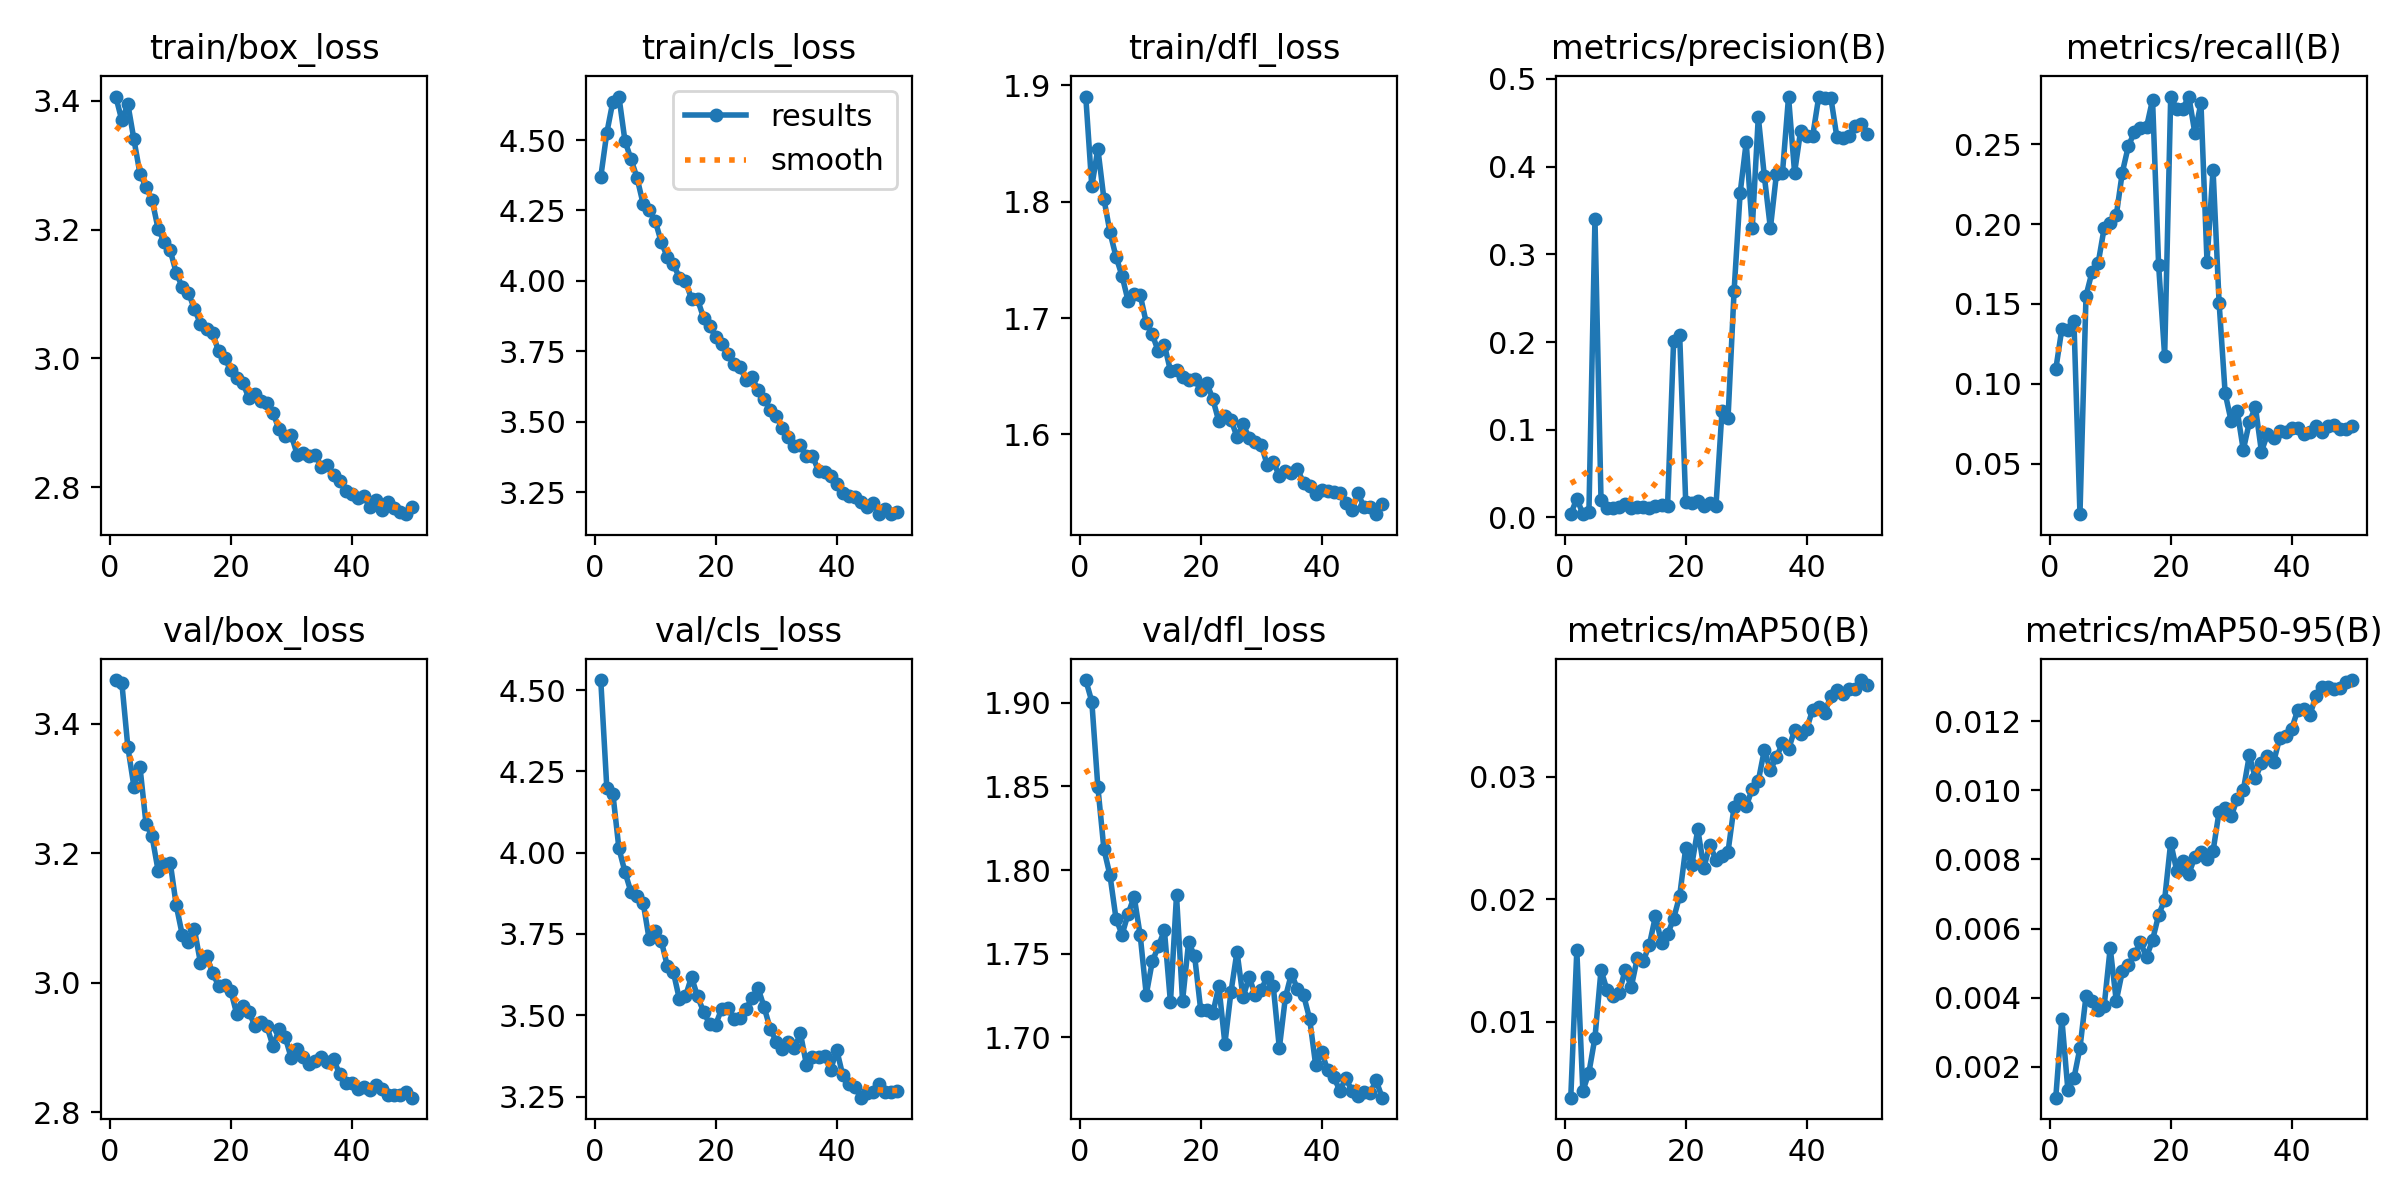 train/box_loss
3.4
3.2
3.0
2.8
0 20 40
train/cls_loss
results
smooth
4.50
4.25
4.00
3.75
3.50
3.25
0 20 40
train/dfl_loss
1.9
1.8
1.7
1.6
0 20 40
metrics/precision(B)
0.5
0.4
0.3
0.2
0.1
0.0
0 20 40
metrics/recall(B)
0.25
0.20
0.15
0.10
0.05
0 20 40
val/box_loss
3.4
3.2
3.0
2.8
0 20 40
val/cls_loss
4.50
4.25
4.00
3.75
3.50
3.25
0 20 40
val/dfl_loss
1.90
1.85
1.80
1.75
1.70
0 20 40
metrics/mAP50(B)
0.03
0.02
0.01
0 20 40
metrics/mAP50-95(B)
0.012
0.010
0.008
0.006
0.004
0.002
0 20 40